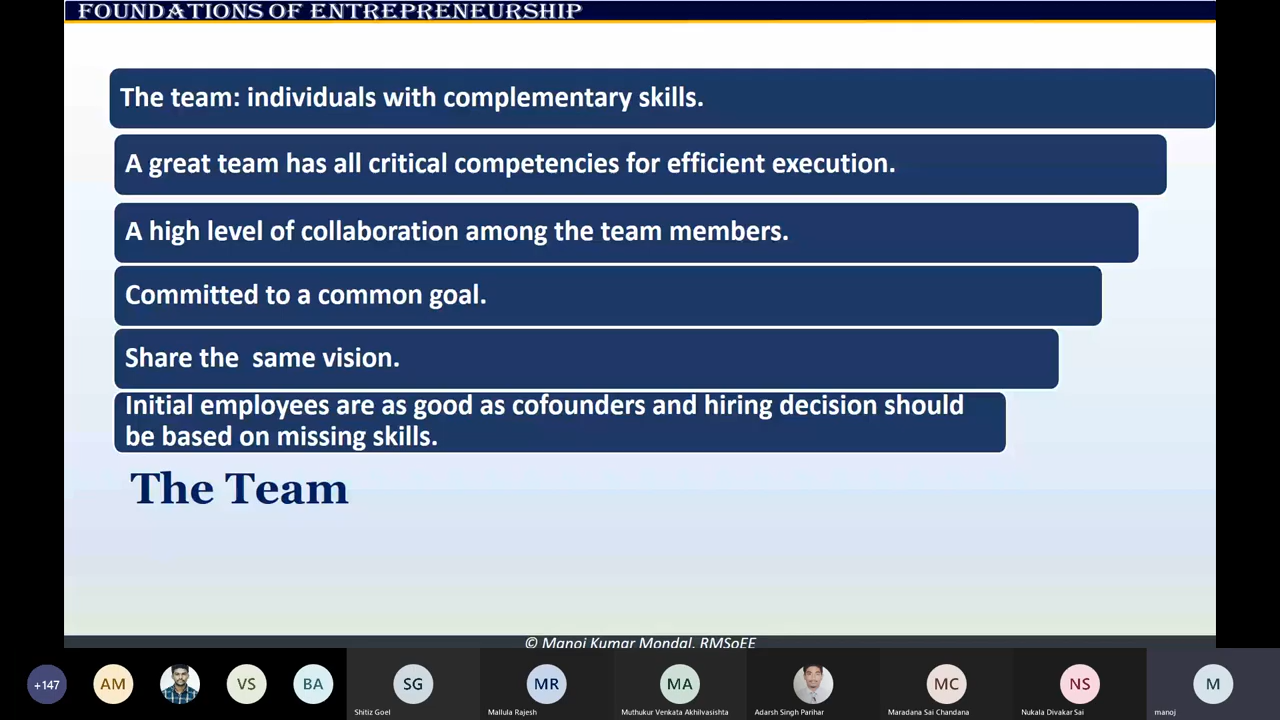 FOUNDATIONS OF ENTREPRENEURSHIP
The team: individuals with complementary skills.
A great team has all critical competencies for efficient execution.
A high level of collaboration among the team members.
Committed to a common goal.
Share the same vision.
Initial employees are as good as cofounders and hiring decision should
be based on missing skills.
The Team
© Manoj Kumar Mondal, RMSoEE
+147
AM
VS
BA
SG
MR
MA
MC
NS
M
Shitiz Goel
Mallula Rajesh
Muthukur Venkata Akhilvasishta
Adarsh Singh Parihar
Maradana Sai Chandana
Nukala Divakar Sai
manoj